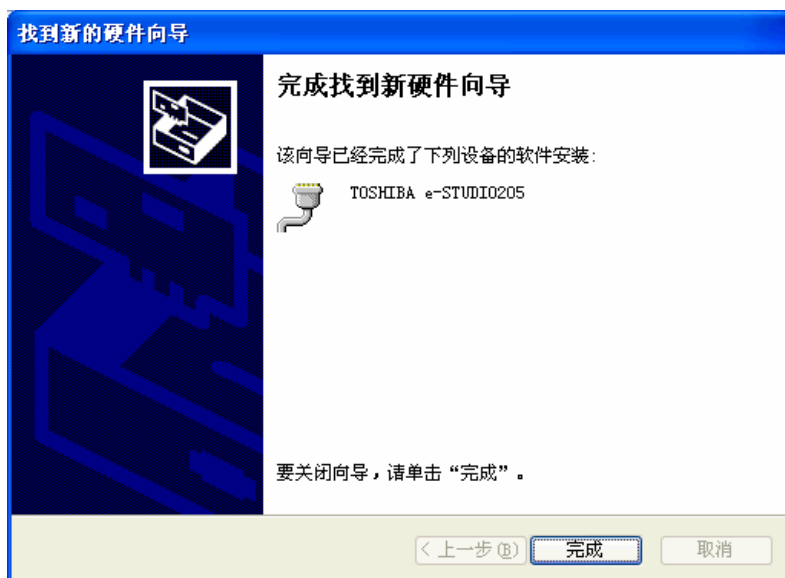 找到新的硬件向导
完成找到新硬件向导
该向导已经完成了下列设备的软件安装:
TOSHIBA e-STUDIO205
要关闭向导，请单击“完成”。
< 上一步(B)
完成
取消